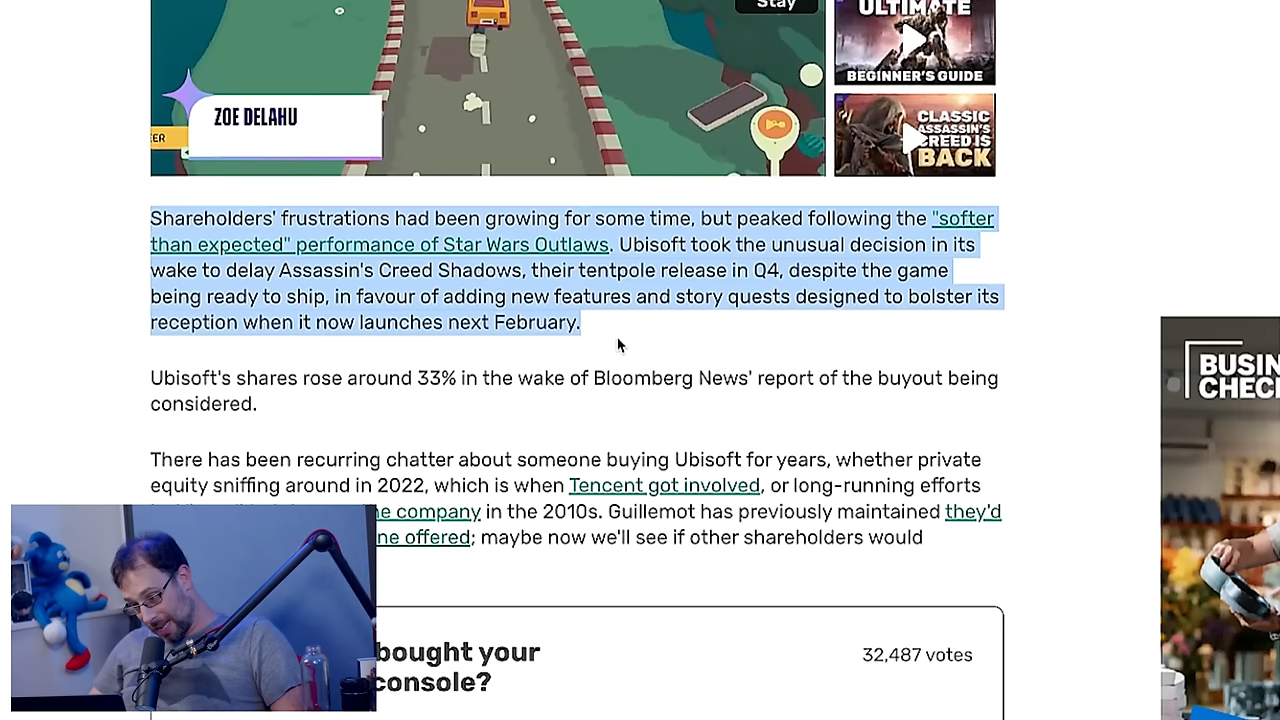 Stay
ULTIMATE
BEGINNER'S GUIDE
ZOE DELAHU
CLASSIC
ASSASSIN'S
CREED IS
BACK
Shareholders' frustrations had been growing for some time, but peaked following the "softer
than expected" performance of Star Wars Outlaws. Ubisoft took the unusual decision in its
wake to delay Assassin's Creed Shadows, their tentpole release in Q4, despite the game
being ready to ship, in favour of adding new features and story quests designed to bolster its
reception when it now launches next February.
Ubisoft's shares rose around 33% in the wake of Bloomberg News' report of the buyout being
considered.
There has been recurring chatter about someone buying Ubisoft for years, whether private
equity sniffing around in 2022, which is when Tencent got involved, or long-running efforts
company in the 2010s. Guillemot has previously maintained they'd
offered; maybe now we'll see if other shareholders would
bought your
console?
32,487 votes
BUSIN
CHEC